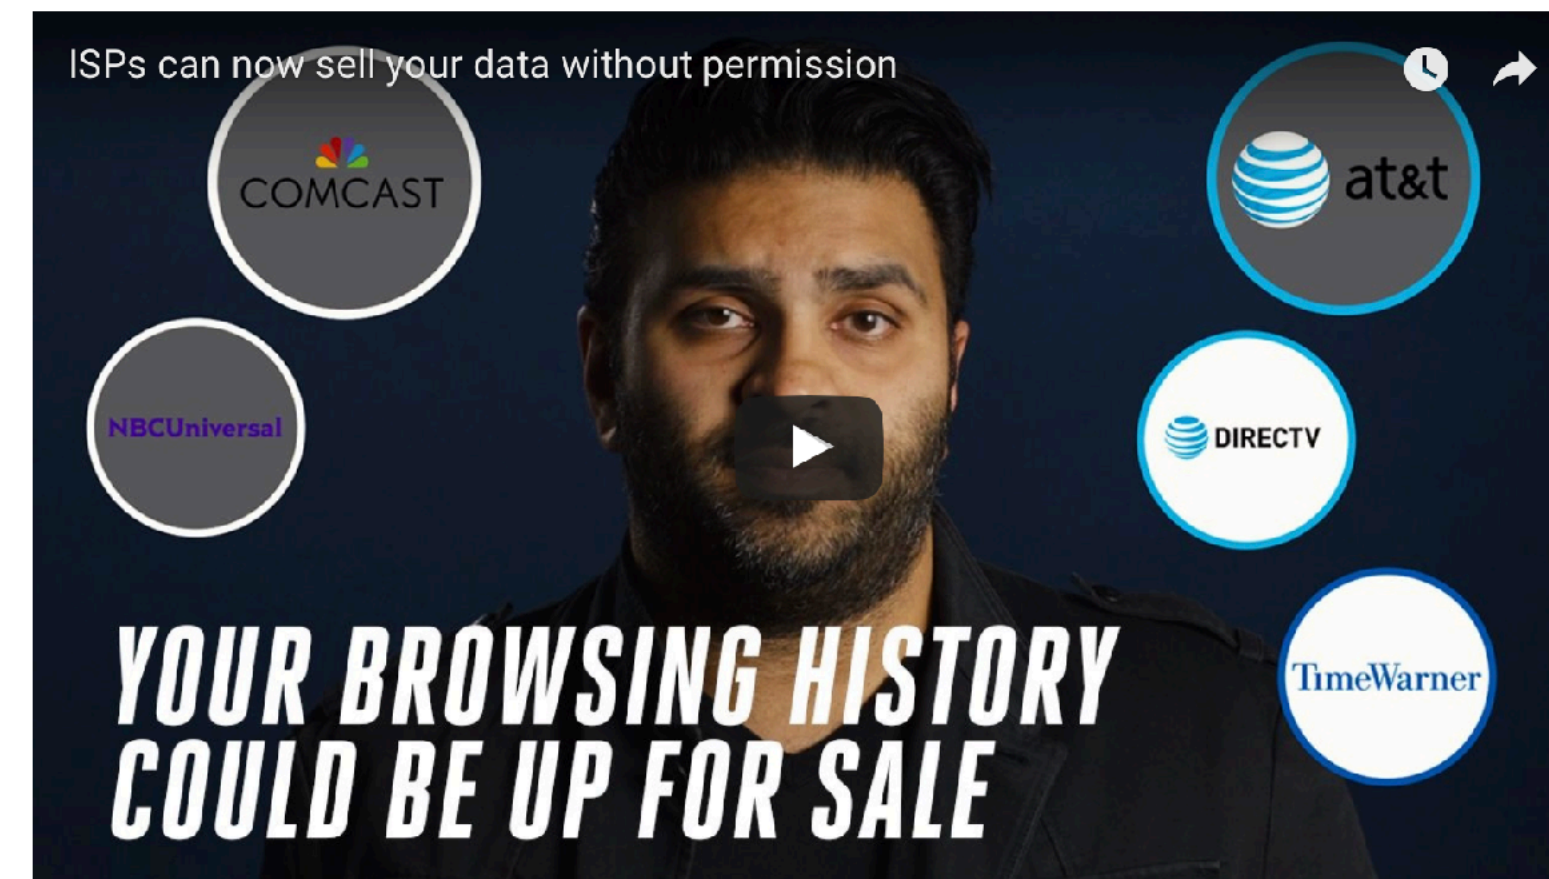 ISPs can now sell your data without permission
COMCAST
at&t
NBCUniversal
DIRECTV
TimeWarner
YOUR BROWSING HISTORY
COULD BE UP FOR SALE